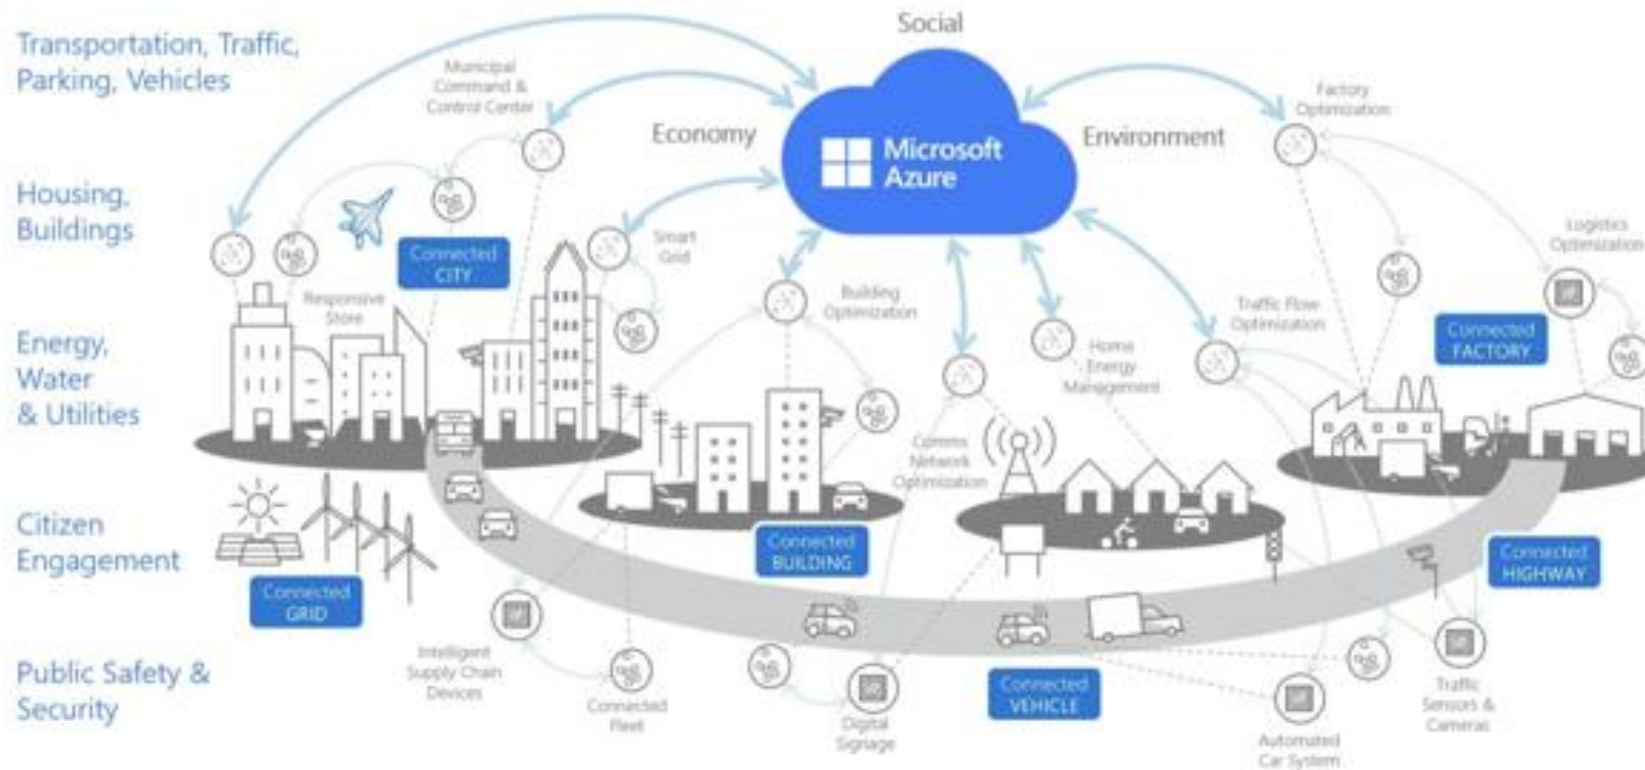 Transportation, Traffic,
Parking, Vehicles
Housing,
Buildings
Energy,
Water
& Utilities
Citizen
Engagement
Public Safety &
Security
Social
Economy
Environment
Microsoft
Azure
Municipal
Command &
Control Center
Connected
CITY
Responsive
Store
Smart
Grid
Building
Optimization
Home
Energy
Management
Traffic Flow
Optimization
Factory
Optimization
Logistics
Optimization
Connected
FACTORY
Comms
Network
Optimization
Connected
GRID
Connected
BUILDING
Connected
HIGHWAY
Intelligent
Supply Chain
Devices
Connected
Fleet
Digital
Signage
Connected
VEHICLE
Automated
Car System
Traffic
Sensors &
Cameras